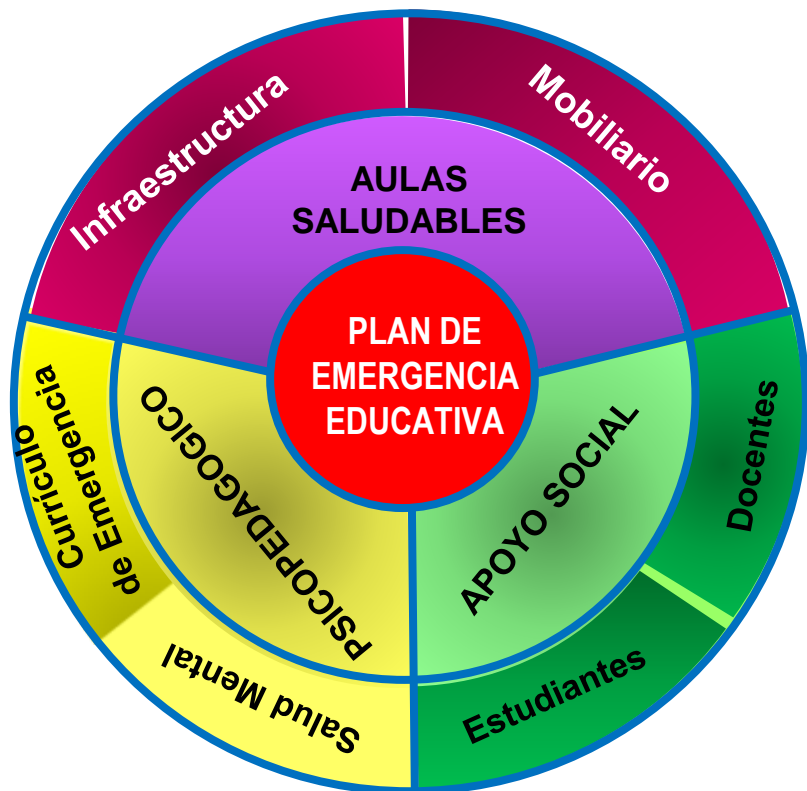 Infraestructura
Mobiliario
AULAS
SALUDABLES
PLAN DE
EMERGENCIA
EDUCATIVA
PSICOPEDAGOGICO
APOYO SOCIAL
Currículo
de Emergencia
Docentes
Salud Mental
Estudiantes